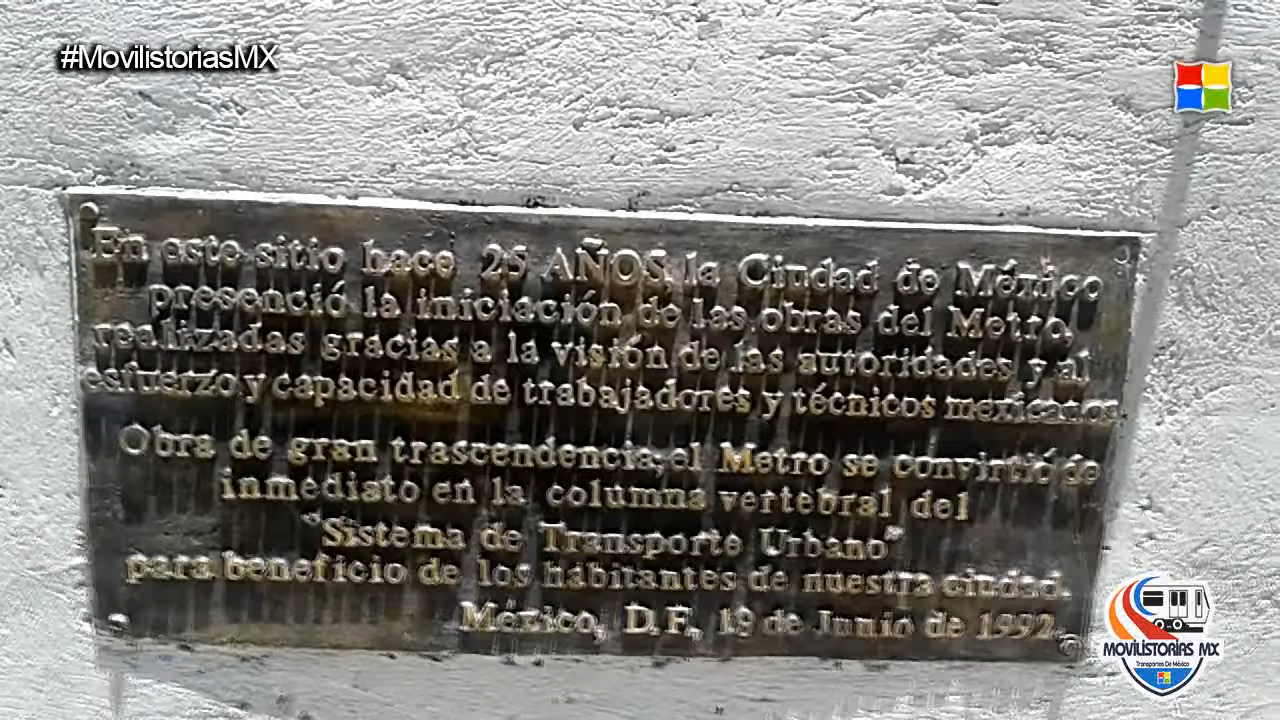 #MovilistoriasMX
En este sitio hace 25 AÑOS, la Ciudad de México
presenció la iniciación de las obras del Metro,
realizadas gracias a la visión de las autoridades y al
esfuerzo y capacidad de trabajadores y técnicos mexicanos
Obra de gran trascendencia, el Metro se convirtió de
inmediato en la columna vertebral del
"Sistema de Transporte Urbano"
para beneficio de los habitantes de nuestra ciudad.
México, D.F., 19 de Junio de 1992.
MOVILISTORIAS MX
Transportes De México